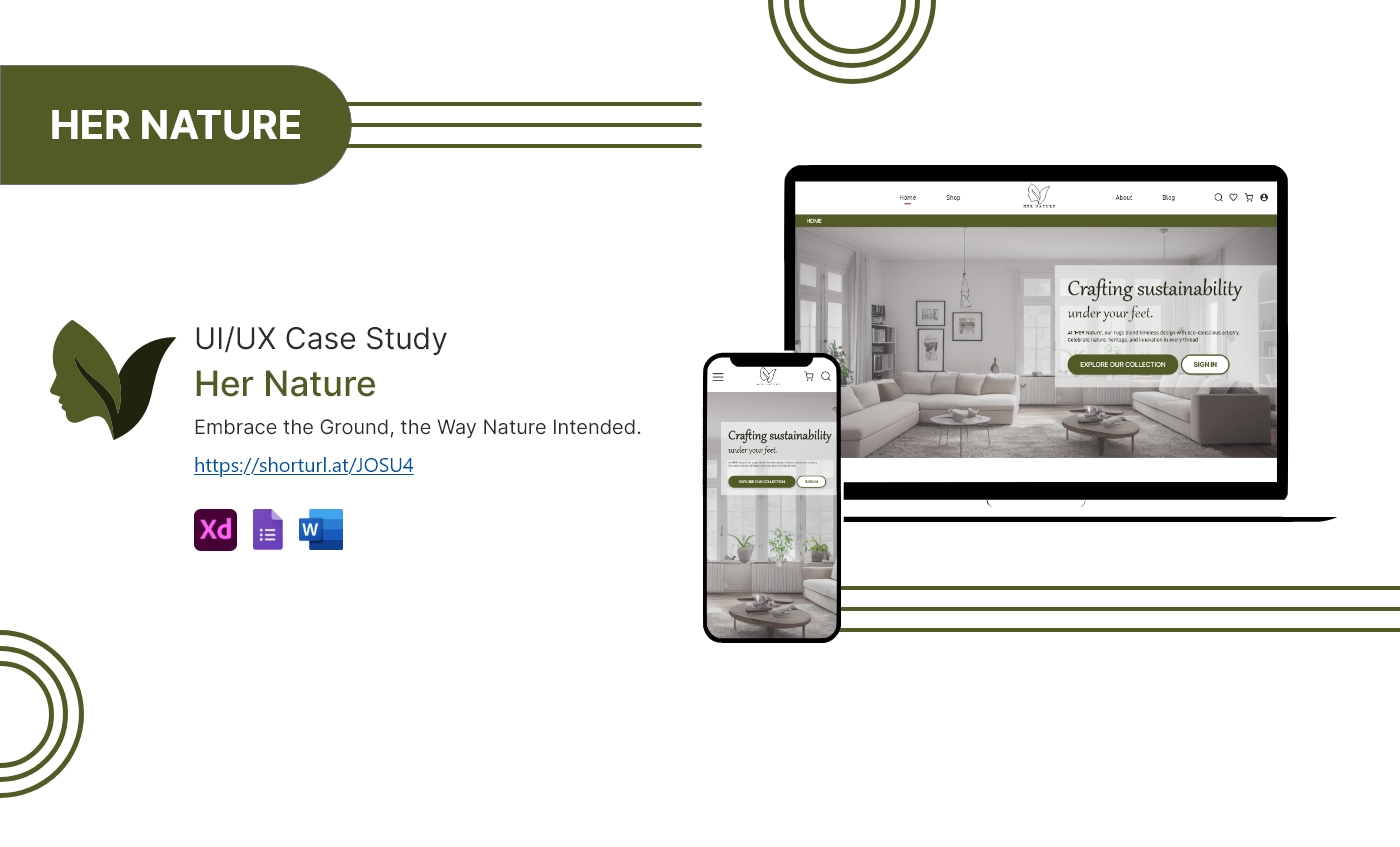 HER NATURE
UI/UX Case Study
Her Nature
Embrace the Ground, the Way Nature Intended.
https://shorturl.at/JOSU4
Xd
W
Home Shop HER NATURE About Blog
HOME
Crafting sustainability
under your feet.
At 'HER Nature', our rugs blend timeless design with eco-conscious artistry.
Celebrate nature, heritage, and innovation in every thread
EXPLORE OUR COLLECTION SIGN IN
Crafting sustainability
under your feet.
EXPLORE OUR COLLECTION SIGN IN